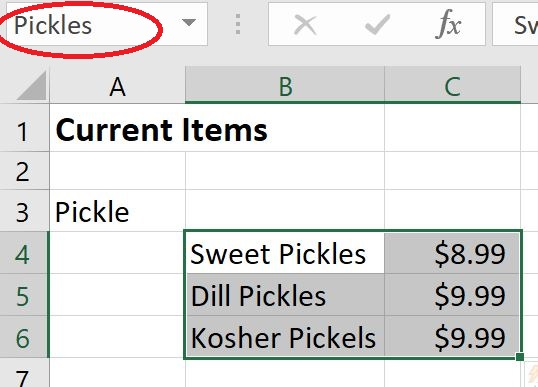 Pickles fx Sw
A B C
1 Current Items
2
3 Pickle
4 Sweet Pickles $8.99
5 Dill Pickles $9.99
6 Kosher Pickels $9.99
7